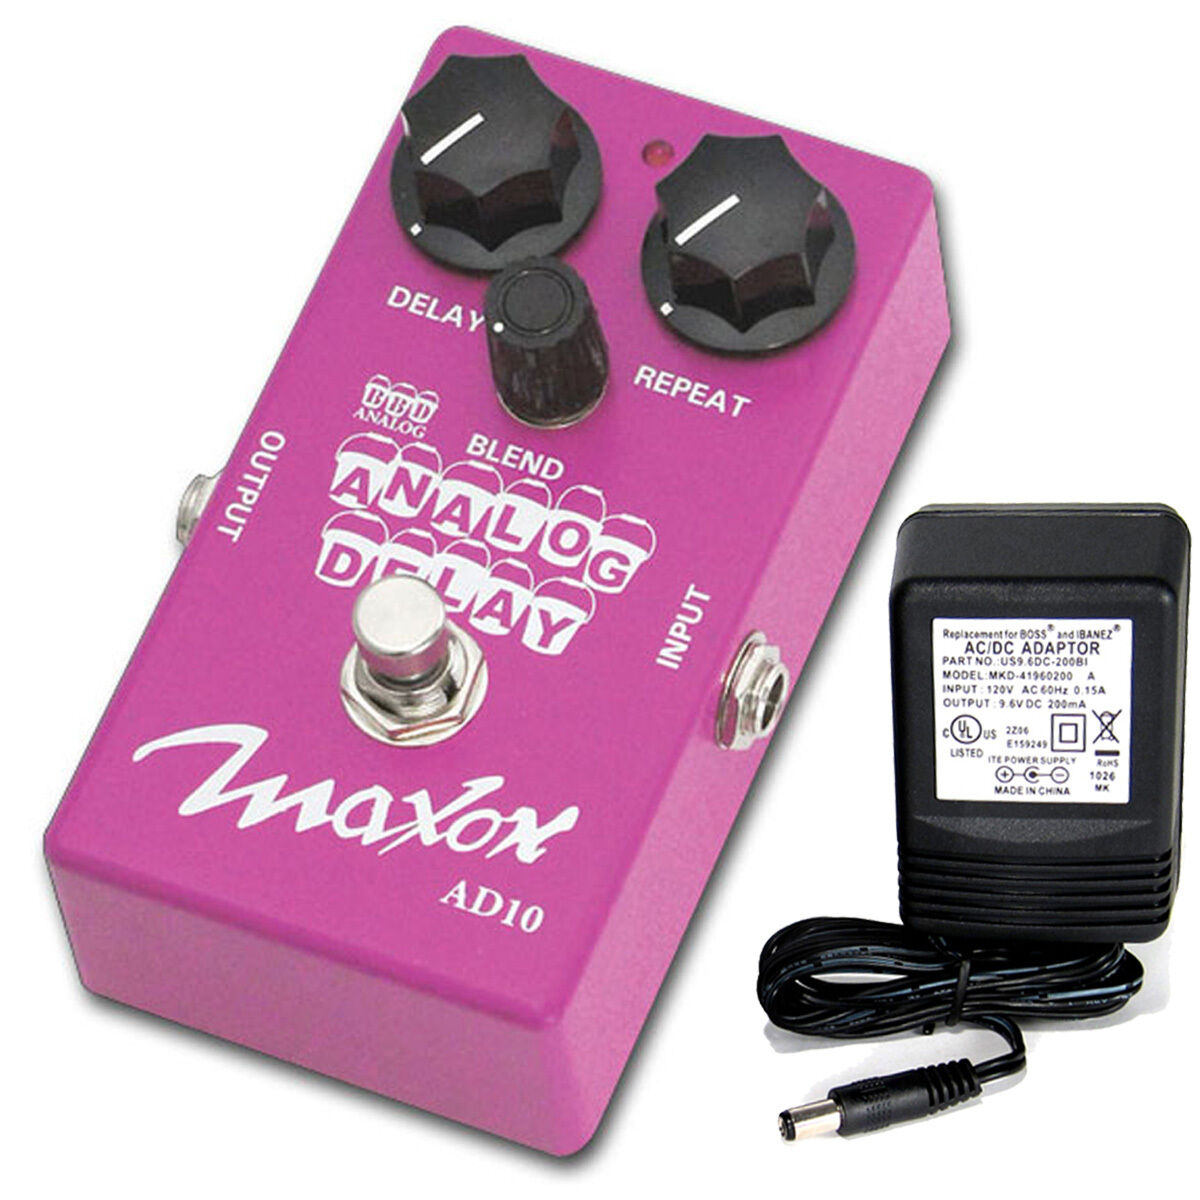 DELAY
REPEAT
BLEND
BBD
ANALOG
OUTPUT
ANALOG
DELAY
INPUT
maxon
AD10
Replacement for BOSS® and IBANEZ®
AC/DC ADAPTOR
PART NO.:US9.6DC-200BI
MODEL:MKD-41960200 A
INPUT : 120V AC 60Hz 0.15A
OUTPUT : 9.6V DC 200mA
C UL US
LISTED
2Z06
E159249
RoHS
ITE POWER SUPPLY
1026
MADE IN CHINA
MK